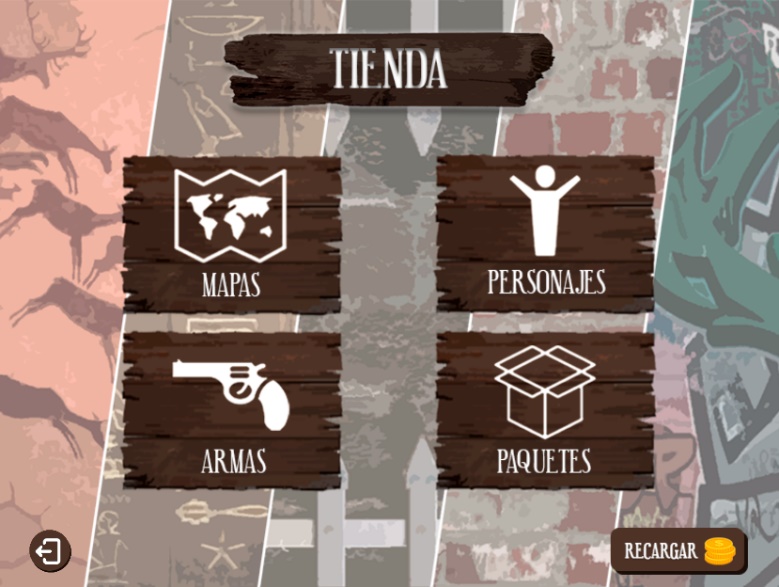 TIENDA
MAPAS
PERSONAJES
ARMAS
PAQUETES
RECARGAR